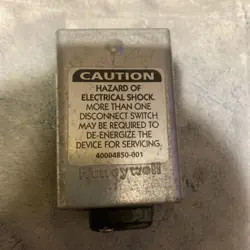 CAUTION
HAZARD OF
ELECTRICAL SHOCK.
MORE THAN ONE
DISCONNECT SWITCH
MAY BE REQUIRED TO
DE-ENERGIZE THE
DEVICE FOR SERVICING.
40004850-001
Honeywell